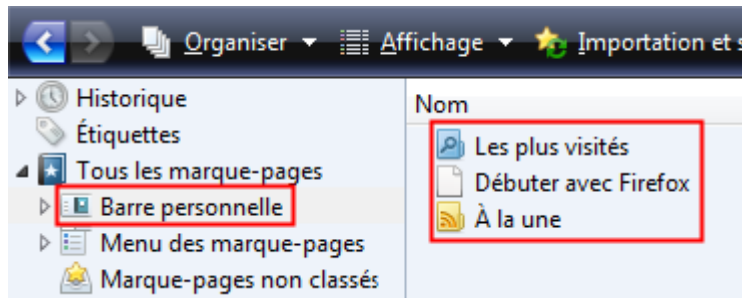 Organiser Affichage Importation et s
Historique
Étiquettes
Tous les marque-pages
Barre personnelle
Menu des marque-pages
Marque-pages non classés
Nom
Les plus visités
Débuter avec Firefox
À la une